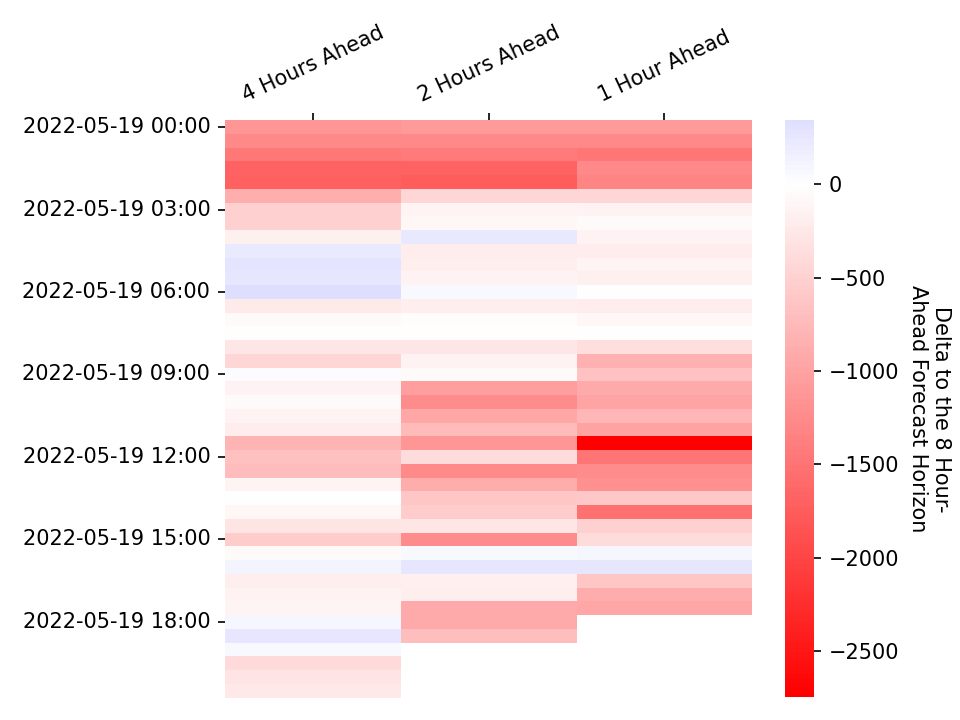 4 Hours Ahead
2 Hours Ahead
1 Hour Ahead
2022-05-19 00:00
2022-05-19 03:00
2022-05-19 06:00
2022-05-19 09:00
2022-05-19 12:00
2022-05-19 15:00
2022-05-19 18:00
0
−500
−1000
−1500
−2000
−2500
Delta to the 8 Hour-
Ahead Forecast Horizon